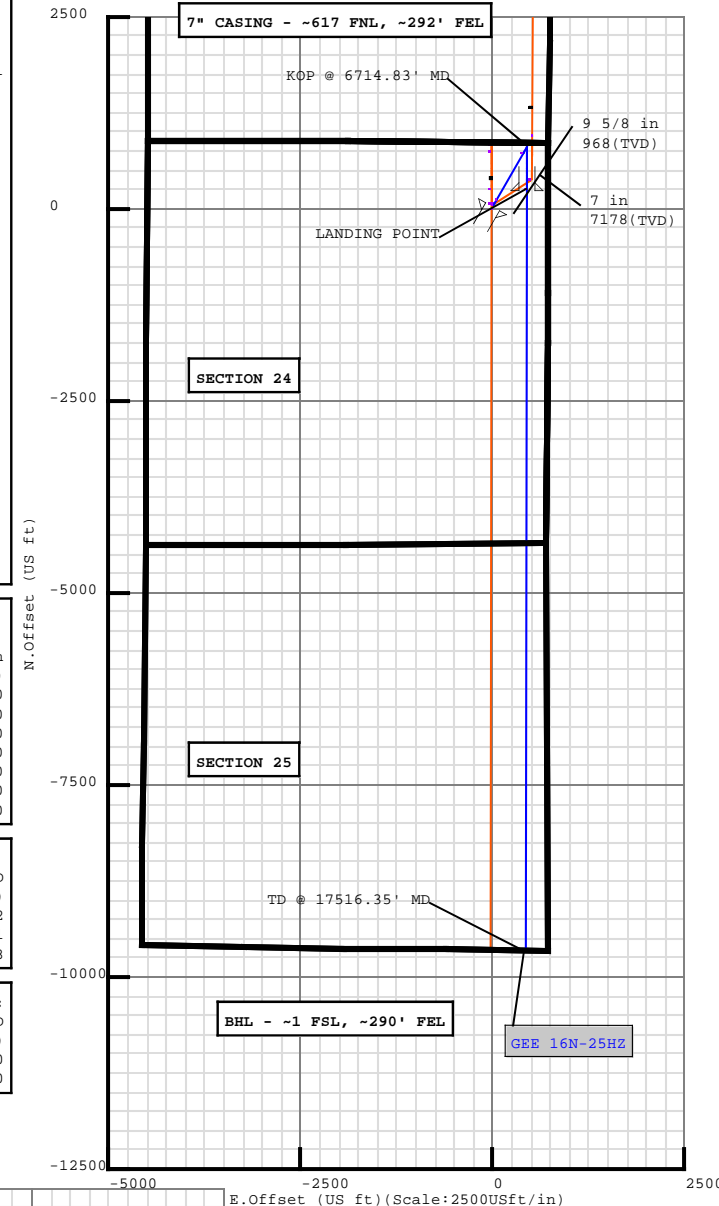 2500
7" CASING - ~617 FNL, ~292' FEL
KOP @ 6714.83' MD
9 5/8 in
968(TVD)
0
7 in
7178(TVD)
LANDING POINT
SECTION 24
-2500
N.Offset (US ft)
-5000
SECTION 25
-7500
TD @ 17516.35' MD
-10000
BHL - ~1 FSL, ~290' FEL
GEE 16N-25HZ
-12500
-5000
-2500
0
2500
E.Offset (US ft)(Scale:2500USft/in)